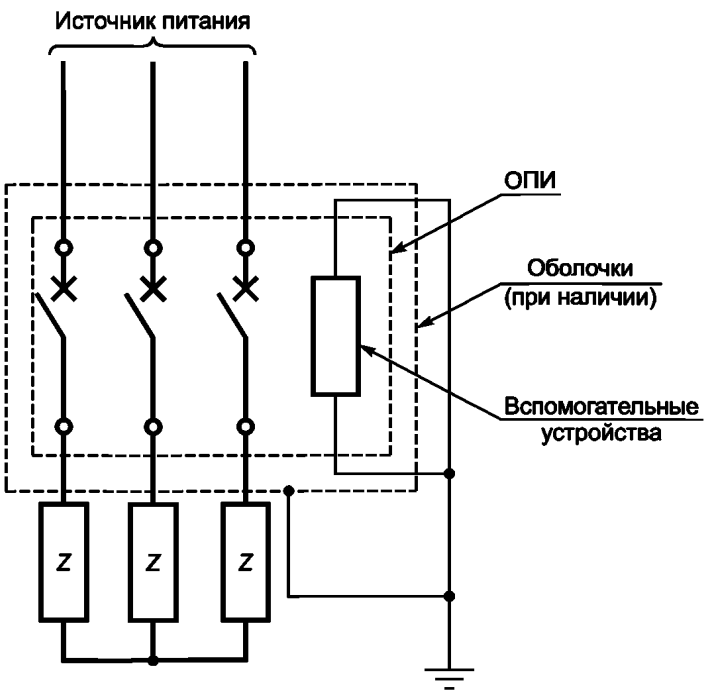 Источник питания
ОПИ
Оболочки
(при наличии)
Вспомогательные
устройства
Z
Z
Z